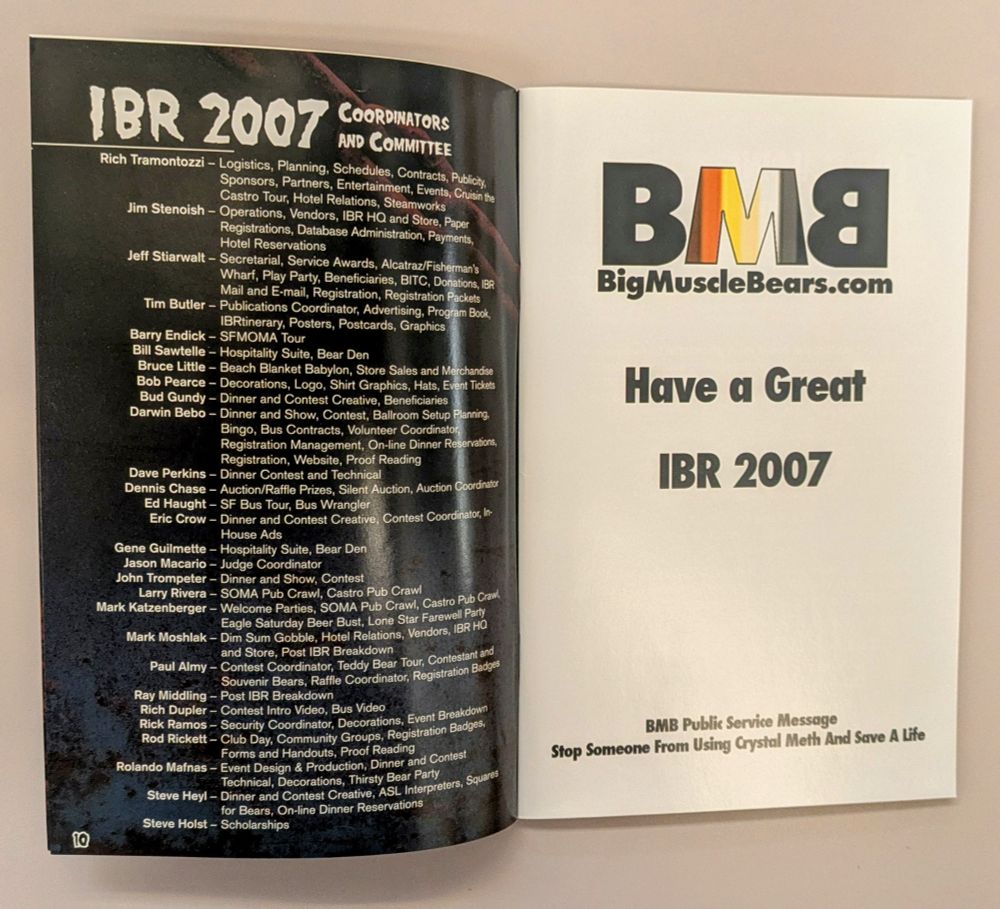 IBR 2007 COORDINATORS
AND COMMITTEE
Rich Tramontozzi – Logistics, Planning, Schedules, Contracts, Publicity,
Sponsors, Partners, Entertainment, Events, Cruisin the
Castro Tour, Hotel Relations, Steamworks
Jim Stenoish – Operations, Vendors, IBR HQ and Store, Paper
Registrations, Database Administration, Payments,
Hotel Reservations
Jeff Stiarwalt – Secretarial, Service Awards, Alcatraz/Fisherman's
Wharf, Play Party, Beneficiaries, BITC, Donations, IBR
Mail and E-mail, Registration, Registration Packets
Tim Butler – Publications Coordinator, Advertising, Program Book,
IBRtinerary, Posters, Postcards, Graphics
Barry Endick – SFMOMA Tour
Bill Sawtelle – Hospitality Suite, Bear Den
Bruce Little – Beach Blanket Babylon, Store Sales and Merchandise
Bob Pearce – Decorations, Logo, Shirt Graphics, Hats, Event Tickets
Bud Gundy – Dinner and Contest Creative, Beneficiaries
Darwin Bebo – Dinner and Show, Contest, Ballroom Setup Planning,
Bingo, Bus Contracts, Volunteer Coordinator,
Registration Management, On-line Dinner Reservations,
Registration, Website, Proof Reading
Dave Perkins – Dinner Contest and Technical
Dennis Chase – Auction/Raffle Prizes, Silent Auction, Auction Coordinator
Ed Haught – SF Bus Tour, Bus Wrangler
Eric Crow – Dinner and Contest Creative, Contest Coordinator, In-
House Ads
Gene Guilmette – Hospitality Suite, Bear Den
Jason Macario – Judge Coordinator
John Trompeter – Dinner and Show, Contest
Larry Rivera – SOMA Pub Crawl, Castro Pub Crawl
Mark Katzenberger – Welcome Parties, SOMA Pub Crawl, Castro Pub Crawl,
Eagle Saturday Beer Bust, Lone Star Farewell Party
Mark Moshlak – Dim Sum Gobble, Hotel Relations, Vendors, IBR HQ
and Store, Post IBR Breakdown
Paul Almy – Contest Coordinator, Teddy Bear Tour, Contestant and
Souvenir Bears, Raffle Coordinator, Registration Badges
Ray Middling – Post IBR Breakdown
Rich Dupler – Contest Intro Video, Bus Video
Rick Ramos – Security Coordinator, Decorations, Event Breakdown
Rod Rickett – Club Day, Community Groups, Registration Badges,
Forms and Handouts, Proof Reading
Rolando Mafnas – Event Design & Production, Dinner and Contest
Technical, Decorations, Thirsty Bear Party
Steve Heyl – Dinner and Contest Creative, ASL Interpreters, Squares
for Bears, On-line Dinner Reservations
Steve Holst – Scholarships
10
BMB
BigMuscleBears.com
Have a Great
IBR 2007
BMB Public Service Message
Stop Someone From Using Crystal Meth And Save A Life